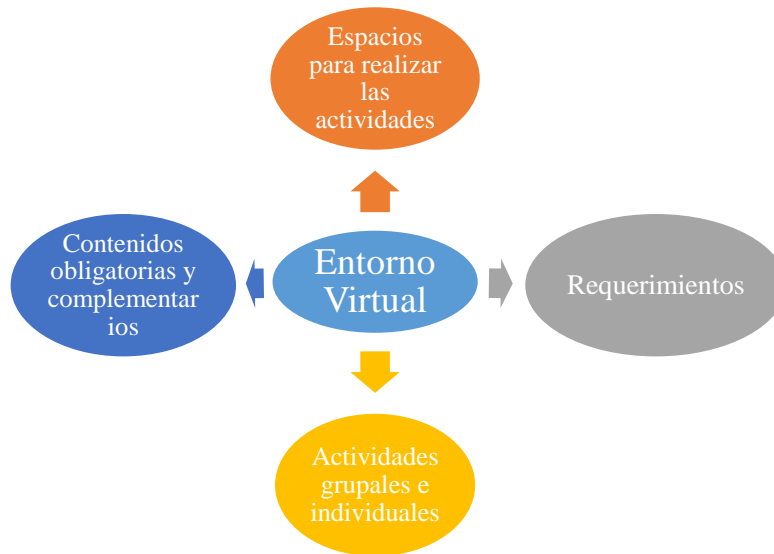 Espacios
para realizar
las
actividades
Contenidos
obligatorias y
complementar
ios
Entorno
Virtual
Requerimientos
Actividades
grupales e
individuales